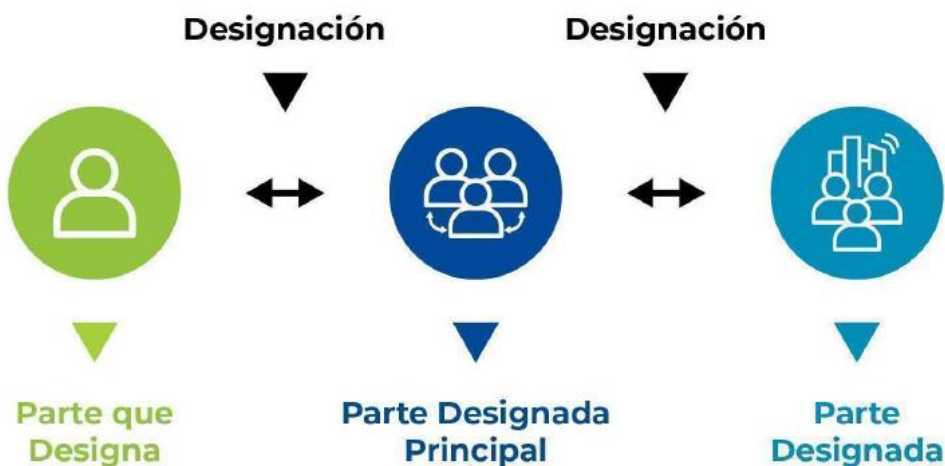 Designación
Designación
Parte que
Designa
Parte Designada
Principal
Parte
Designada